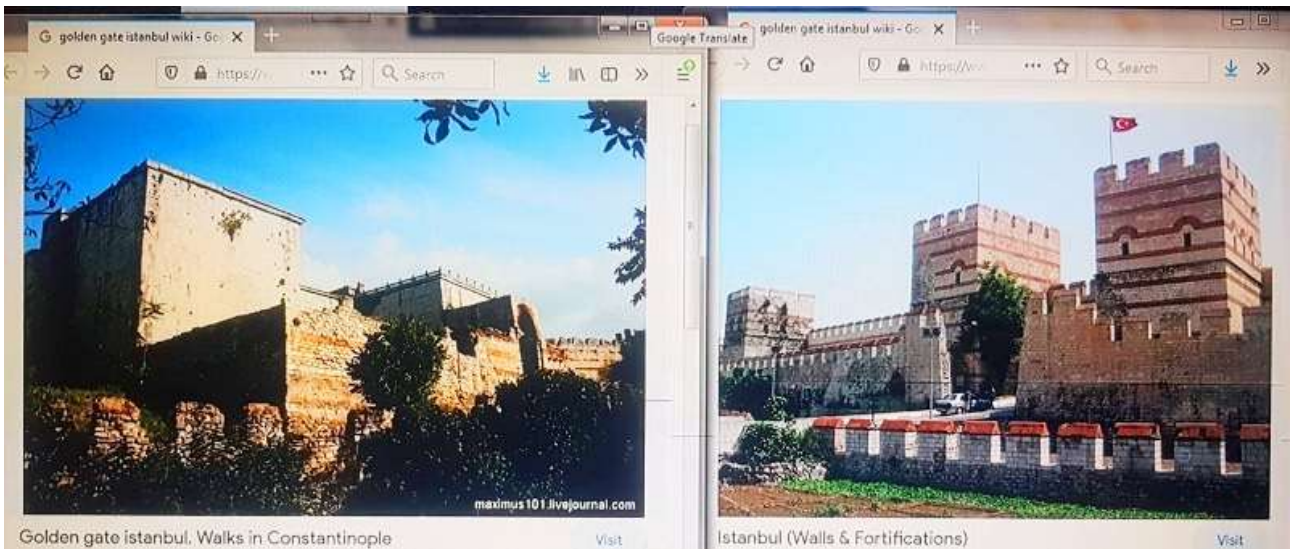 G golden gate istanbul wiki - Go
https://
Search
maximus101.livejournal.com
Golden gate istanbul. Walks in Constantinople
Visit
Google Translate
golden gate istanbul wiki - Go
https://w
Search
Istanbul (Walls & Fortifications)
Visit